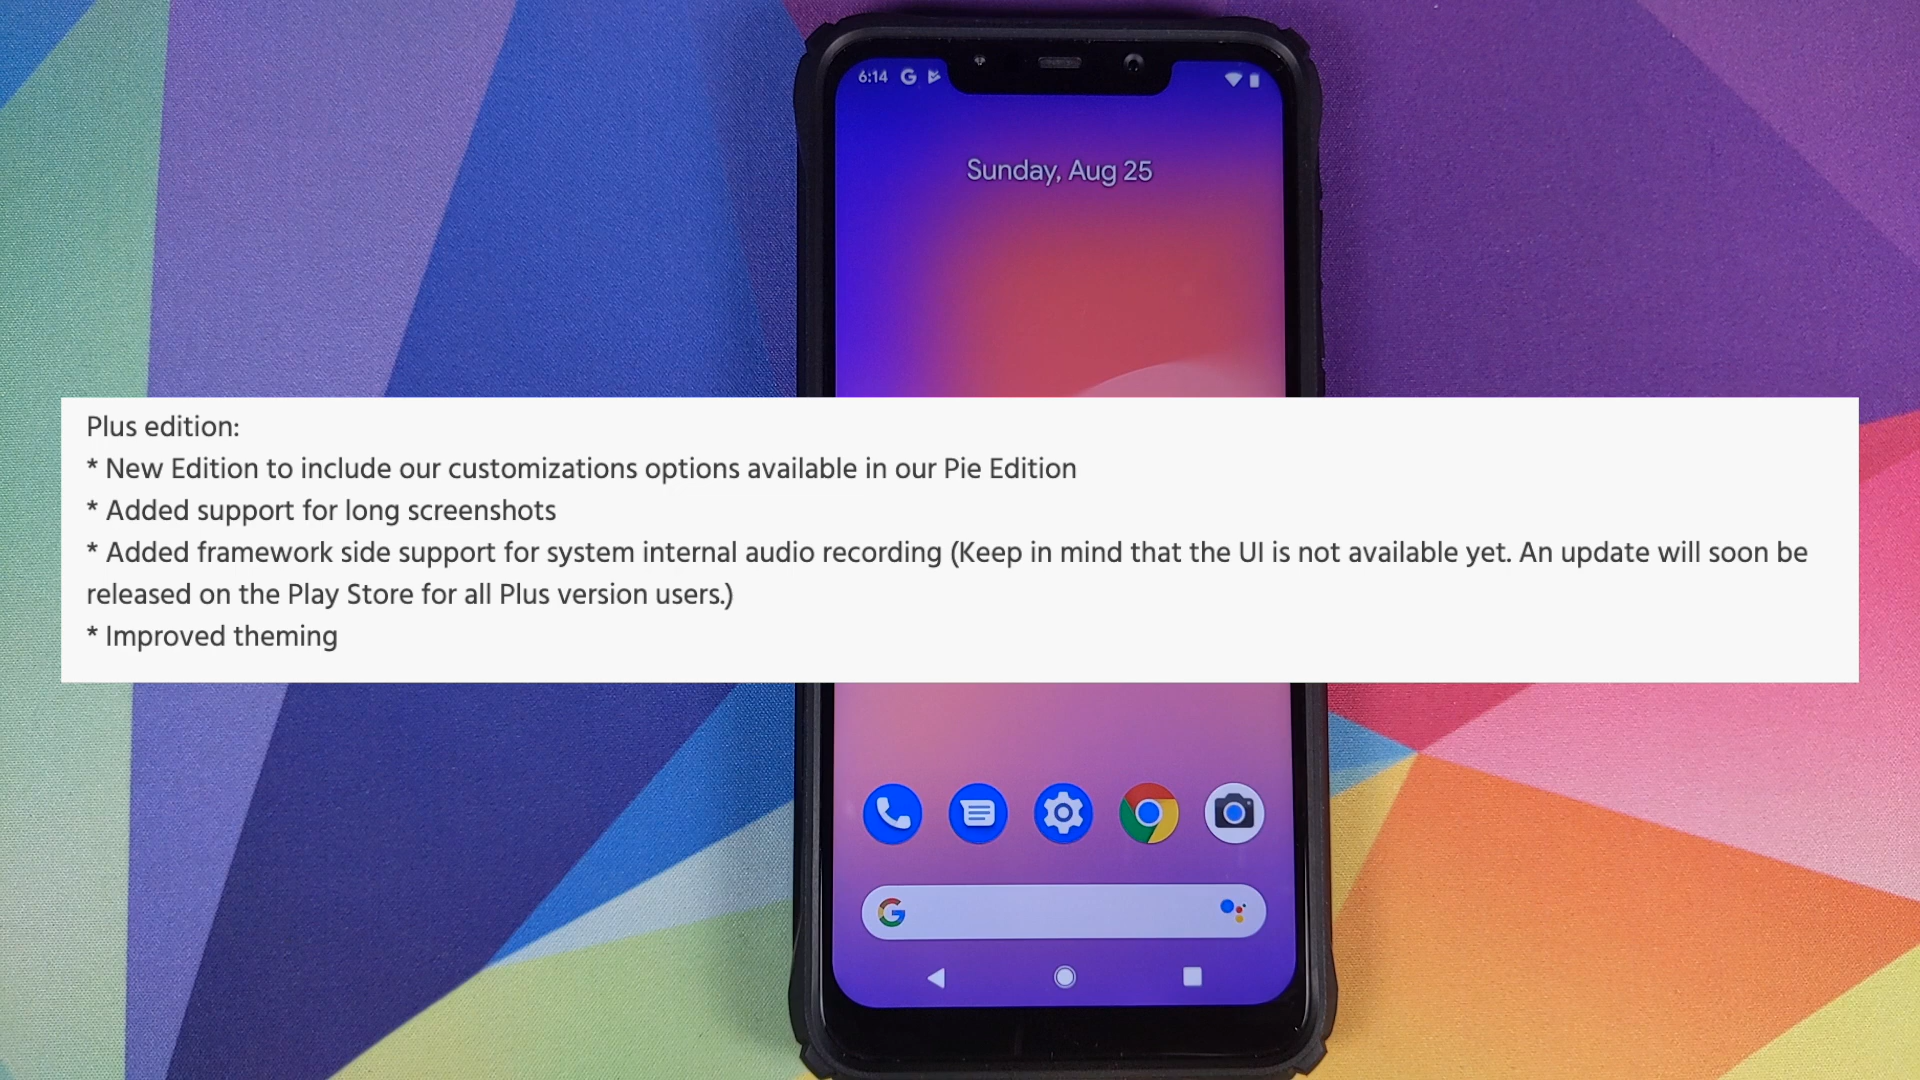 6:14
Sunday, Aug 25
Plus edition:
* New Edition to include our customizations options available in our Pie Edition
* Added support for long screenshots
* Added framework side support for system internal audio recording (Keep in mind that the UI is not available yet. An update will soon be
released on the Play Store for all Plus version users.)
* Improved theming